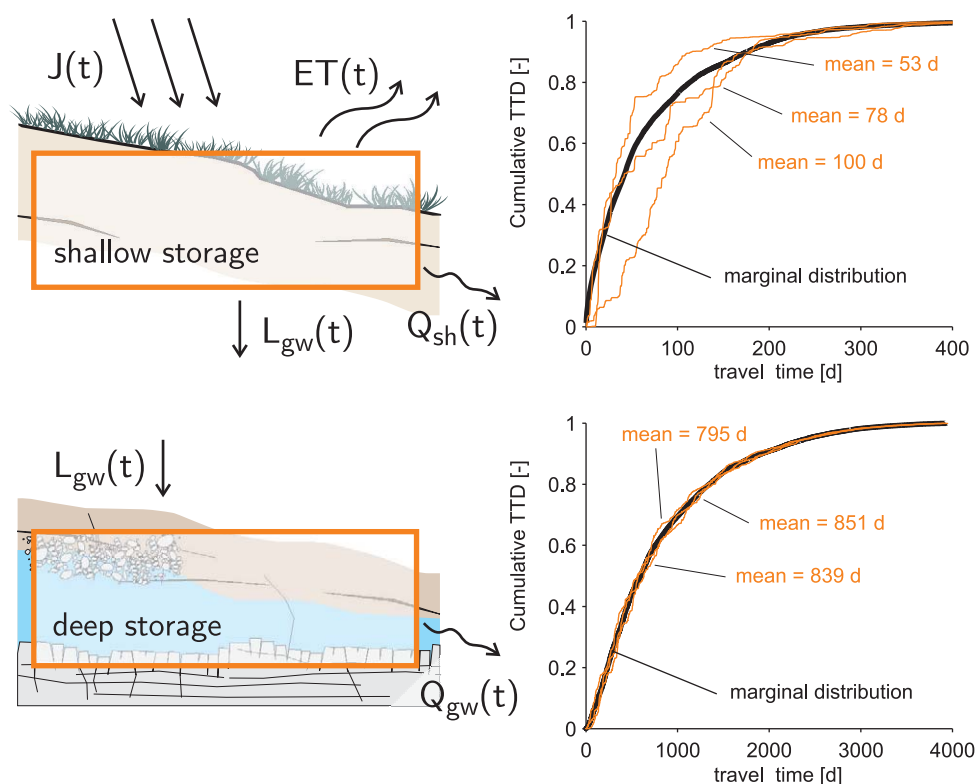 J(t)
ET(t)
shallow storage
L_gw(t)
Q_sh(t)
Cumulative TTD [-]
1
0.8
0.6
0.4
0.2
0
mean = 53 d
mean = 78 d
mean = 100 d
marginal distribution
0
100
200
300
400
travel time [d]
L_gw(t)
deep storage
Q_gw(t)
Cumulative TTD [-]
1
0.8
0.6
0.4
0.2
0
mean = 795 d
mean = 851 d
mean = 839 d
marginal distribution
0
1000
2000
3000
4000
travel time [d]